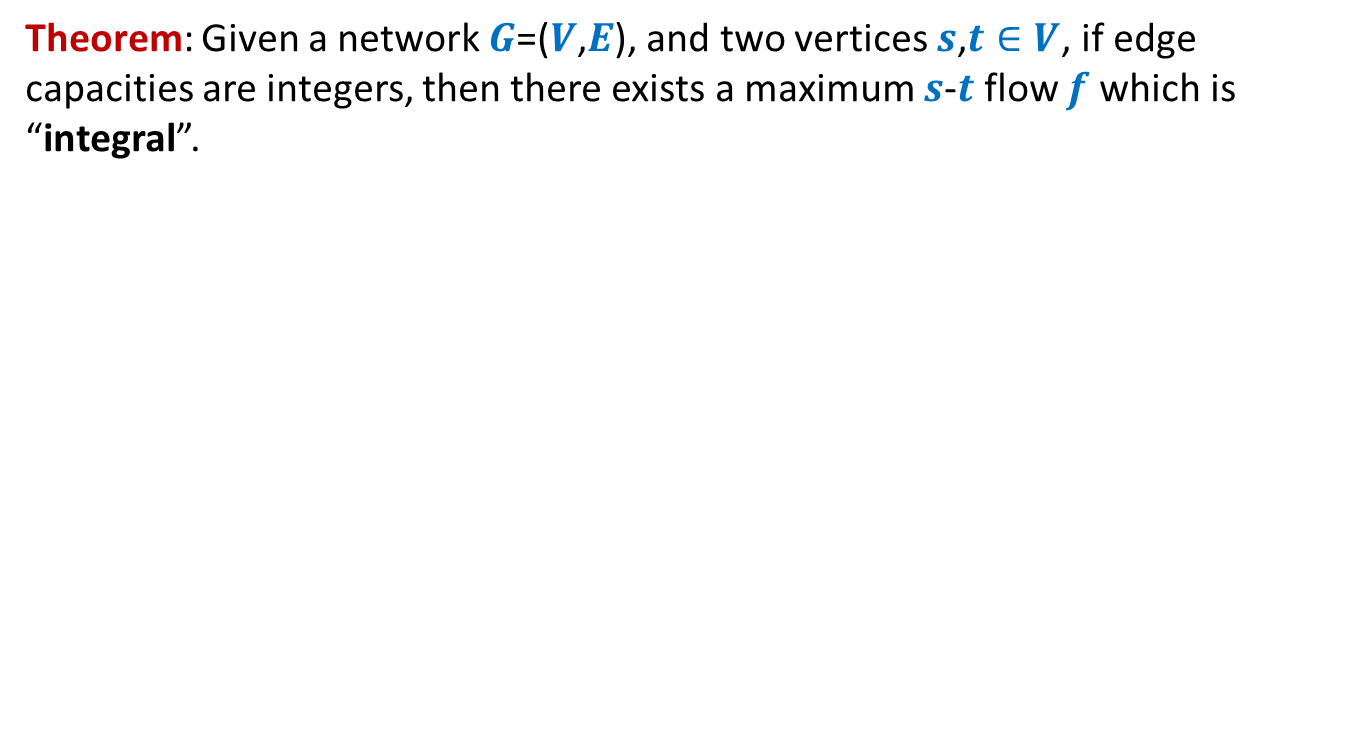 Theorem: Given a network G=(V,E), and two vertices s,t ∈ V, if edge
capacities are integers, then there exists a maximum s-t flow f which is
“integral”.